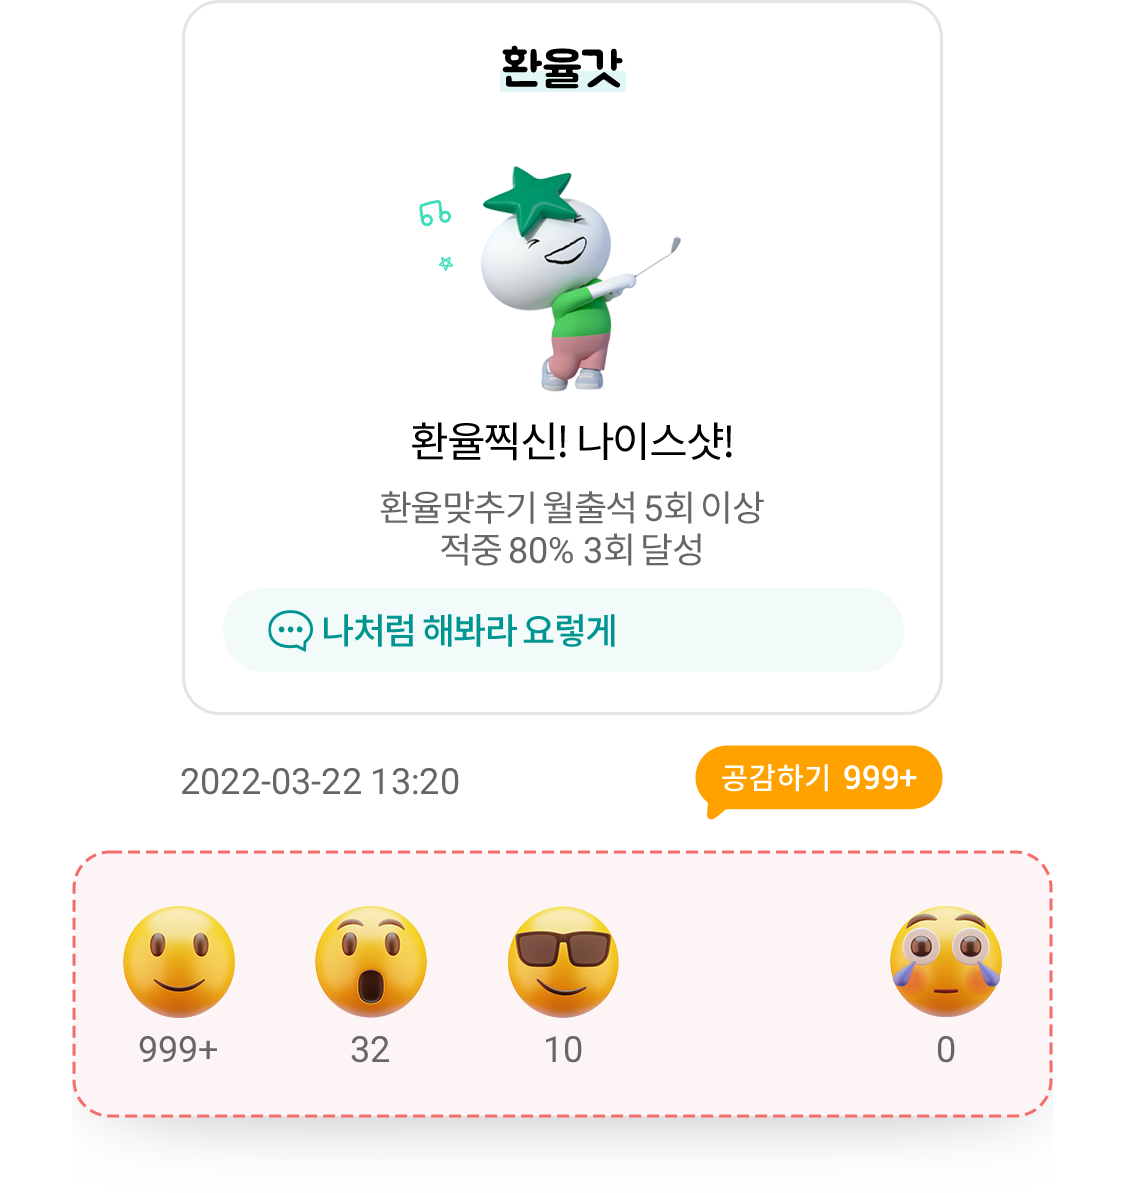 환율갓
환율찍신! 나이스샷!
환율맞추기 월출석 5회 이상
적중 80% 3회 달성
나처럼 해봐라 요렇게
2022-03-22 13:20
공감하기 999+
999+
32
10
0